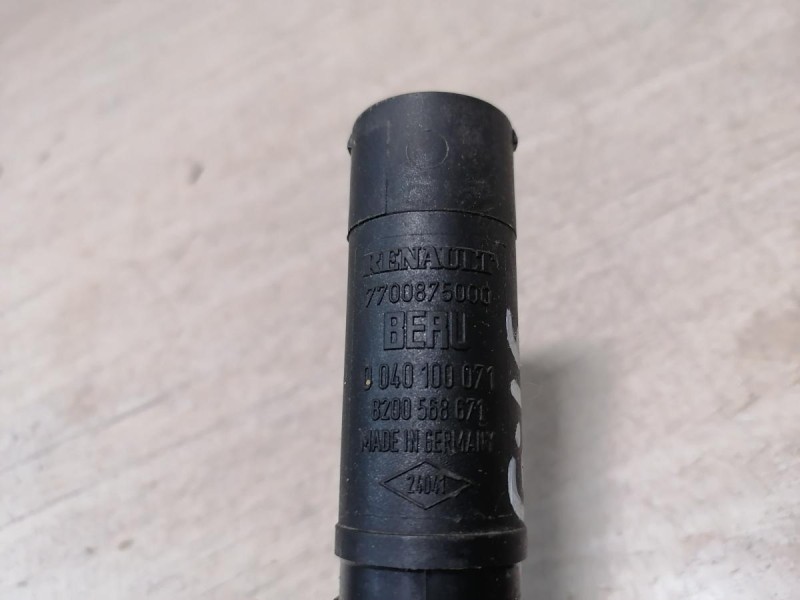 RENAULT
7700875000
BERU
0 040 100 071
8200 568 671
MADE IN GERMANY
24041